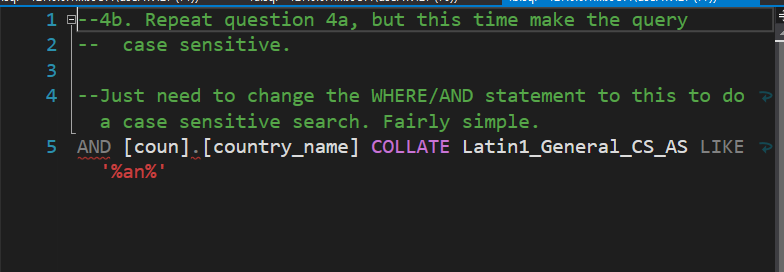 1 --4b. Repeat question 4a, but this time make the query
2 --  case sensitive.
3
4 --Just need to change the WHERE/AND statement to this to do
a case sensitive search. Fairly simple.
5 AND [coun].[country_name] COLLATE Latin1_General_CS_AS LIKE
'%an%'